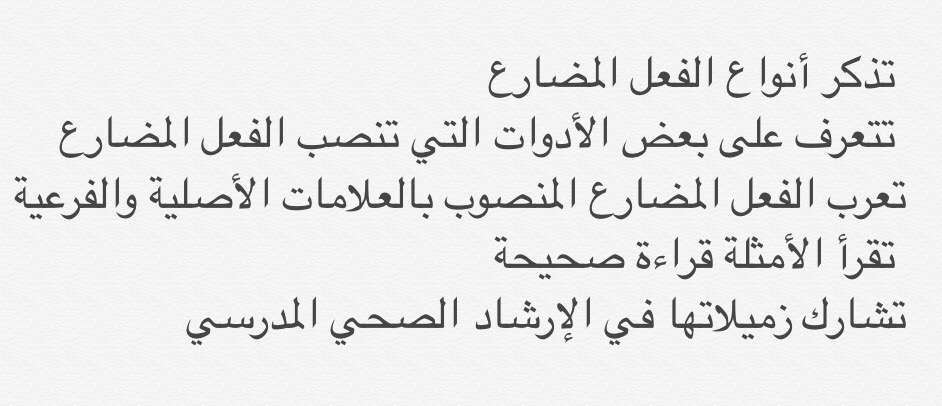 تذكر أنواع الفعل المضارع
تتعرف على بعض الأدوات التي تنصب الفعل المضارع
تعرب الفعل المضارع المنصوب بالعلامات الأصلية والفرعية
تقرأ الأمثلة قراءة صحيحة
تشارك زميلاتها في الإرشاد الصحي المدرسي